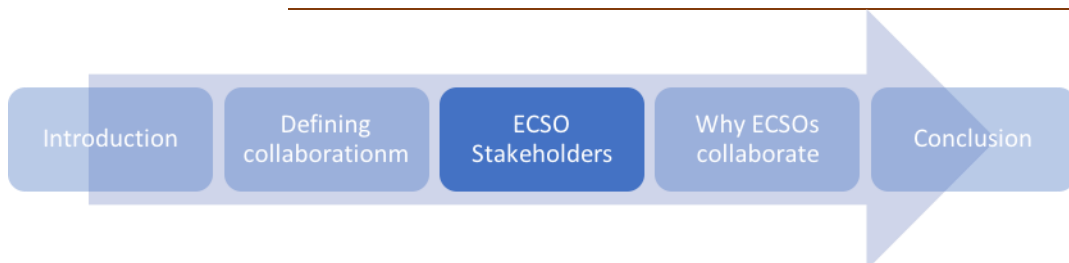 Introduction
Defining
collaborationm
ECSO
Stakeholders
Why ECSOs
collaborate
Conclusion